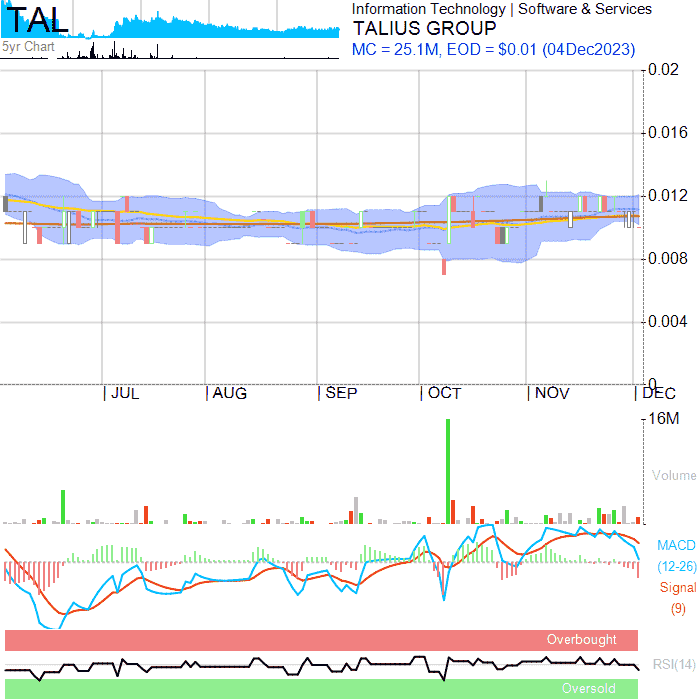 TAL
5yr Chart
Information Technology | Software & Services
TALIUS GROUP
MC = 25.1M, EOD = $0.01 (04Dec2023)
0.02
0.016
0.012
0.008
0.004
0
| JUL | AUG | SEP | OCT | NOV | DEC
16M
Volume
MACD
(12-26)
Signal
(9)
Overbought
RSI(14)
Oversold